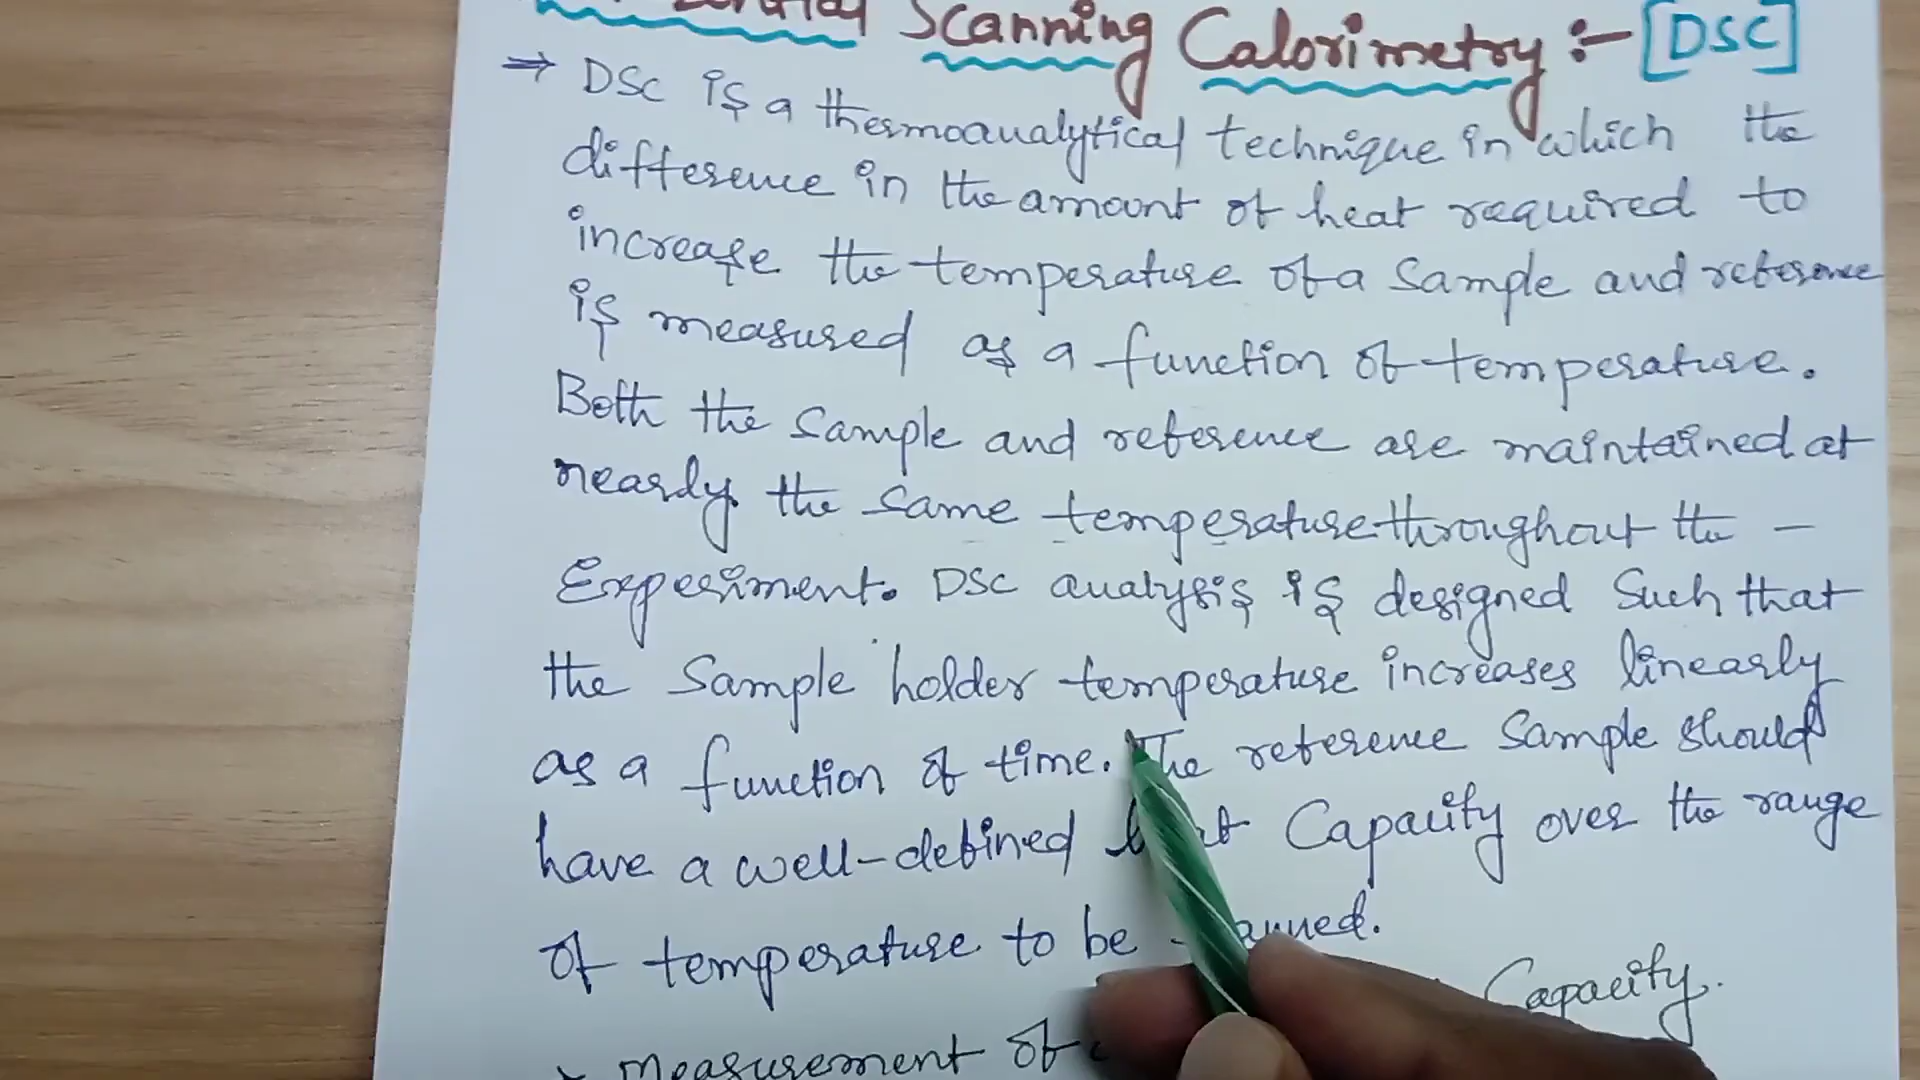 Scanning Calorimetry :- [DSC]
→ DSC is a thermoanalytical technique in which the
difference in the amount of heat required to
increase the temperature of a Sample and reference
is measured as a function of temperature.
Both the Sample and reference are maintained at
nearly the same temperature throughout the –
Experiment. DSC analysis is designed Such that
the Sample holder temperature increases linearly
as a function of time. The reference Sample should
have a well-defined Capacity over the range
of temperature to be
Capacity.
Measurement of